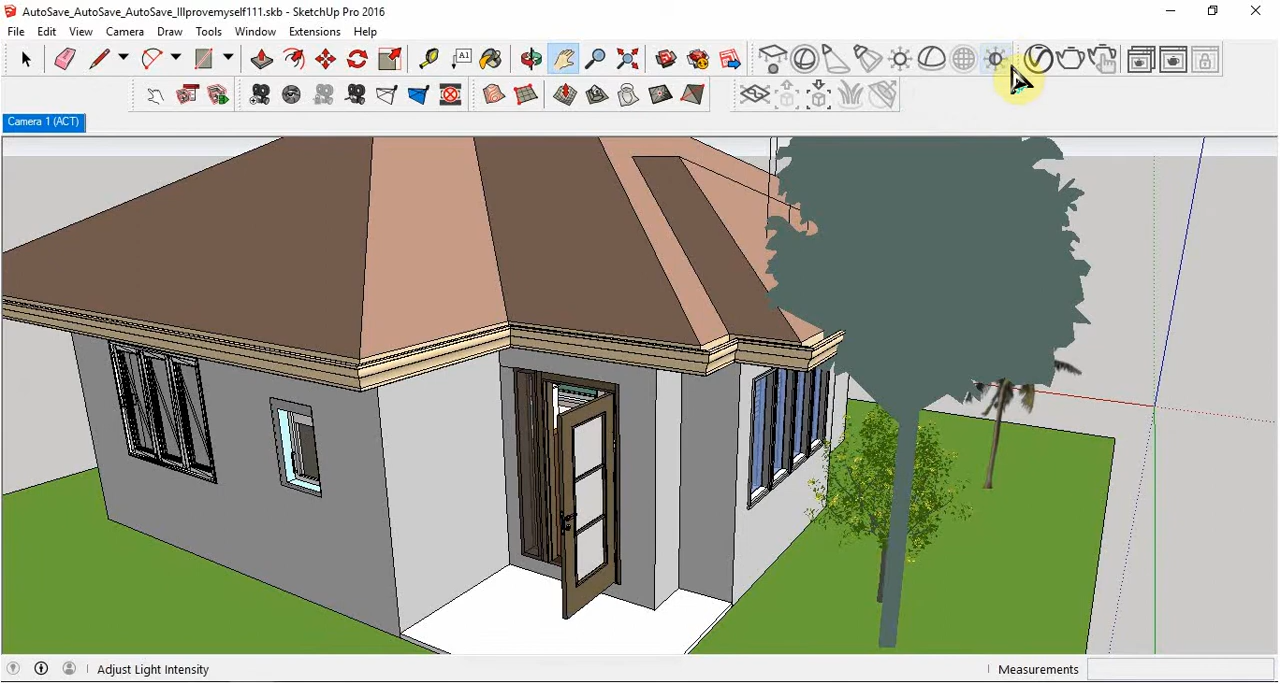 AutoSave_AutoSave_AutoSave_IIIprovemyself111.skb - SketchUp Pro 2016
File Edit View Camera Draw Tools Window Extensions Help
Camera 1 (ACT)
Adjust Light Intensity
Measurements